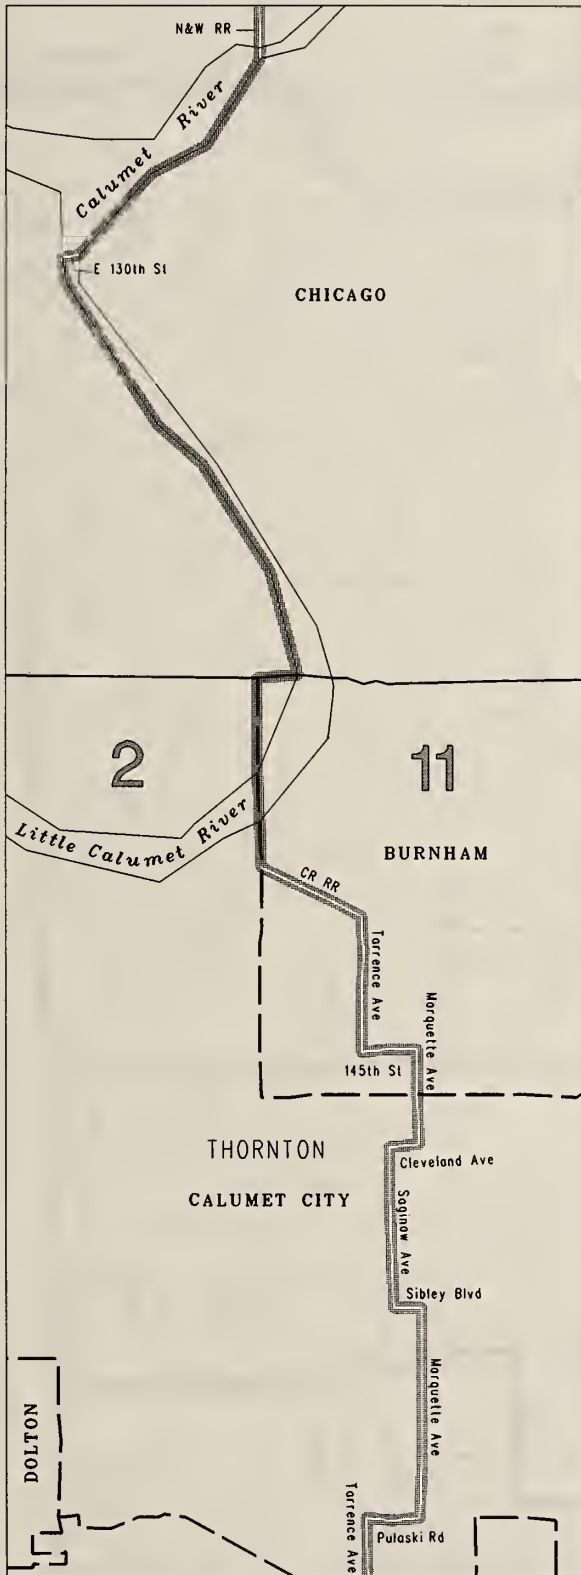 N&W RR
Calumet River
E 130th St
CHICAGO
2
11
Little Calumet River
BURNHAM
CR RR
Torrence Ave
Marquette Ave
145th St
THORNTON
CALUMET CITY
Cleveland Ave
Saginaw Ave
Sibley Blvd
Marquette Ave
DOLTON
Torrence Ave
Pulaski Rd